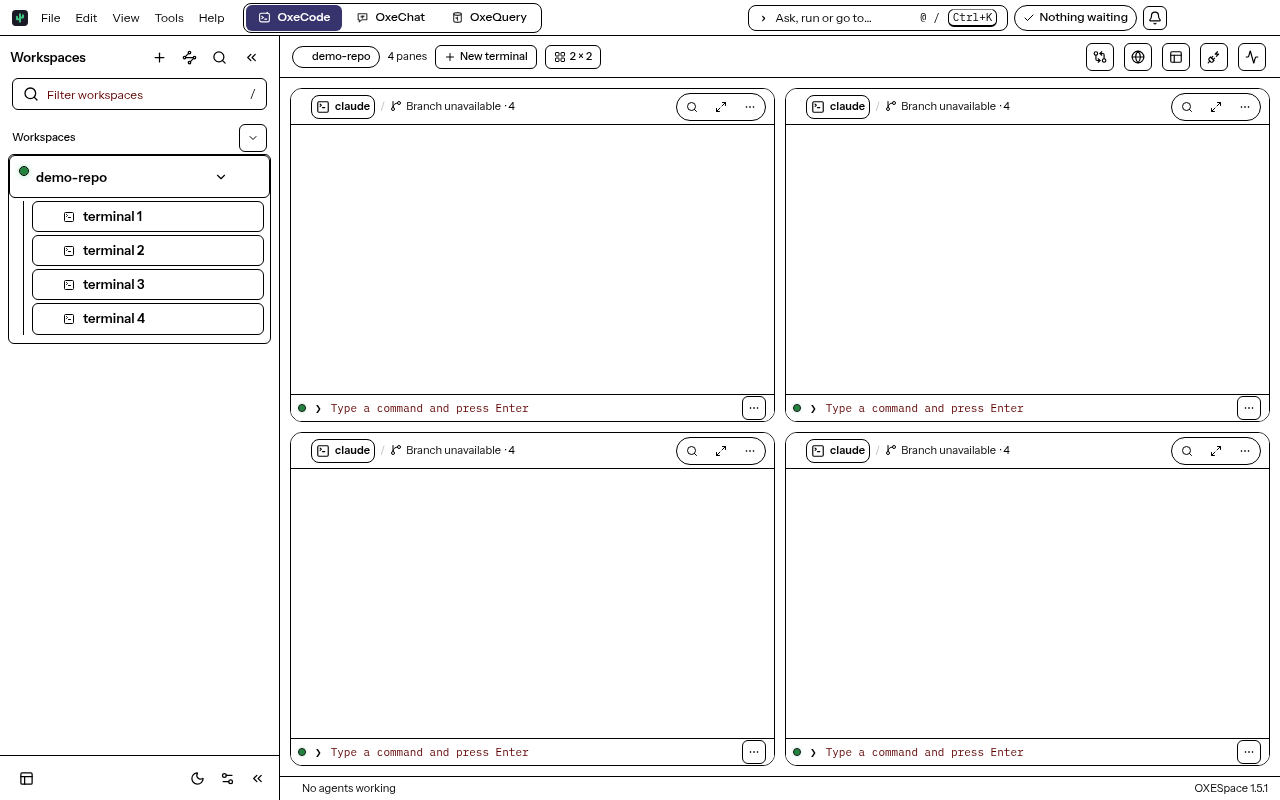 File Edit View Tools Help OxeCode OxeChat OxeQuery › Ask, run or go to... @ / Ctrl+K Nothing waiting
Workspaces
demo-repo 4 panes New terminal 2 × 2
Filter workspaces /
Workspaces
demo-repo
terminal 1
terminal 2
terminal 3
terminal 4
claude / Branch unavailable · 4
❯ Type a command and press Enter
claude / Branch unavailable · 4
❯ Type a command and press Enter
claude / Branch unavailable · 4
❯ Type a command and press Enter
claude / Branch unavailable · 4
❯ Type a command and press Enter
No agents working OXESpace 1.5.1